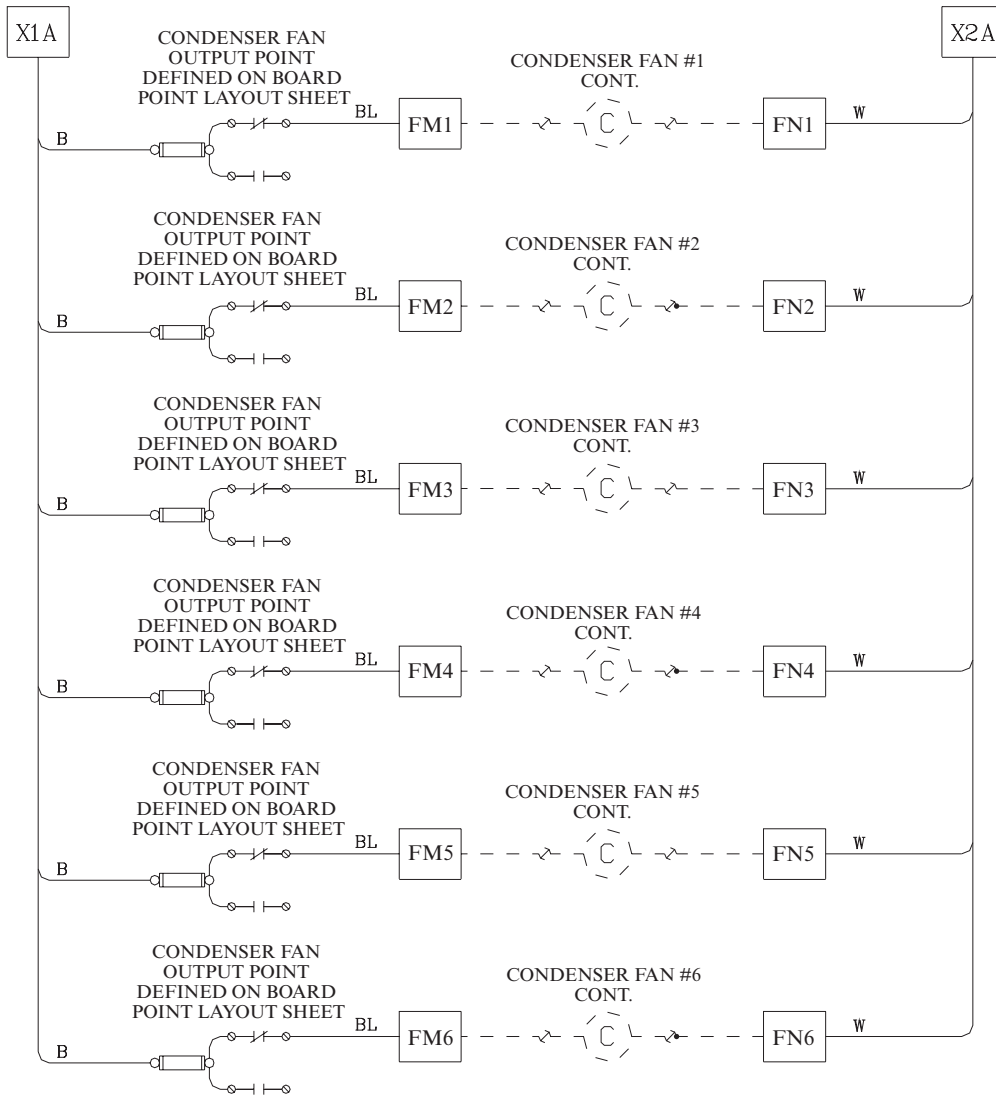 X1A
X2A
CONDENSER FAN
OUTPUT POINT
DEFINED ON BOARD
POINT LAYOUT SHEET
CONDENSER FAN #1
CONT.
B
BL
FM1
C
FN1
W
CONDENSER FAN
OUTPUT POINT
DEFINED ON BOARD
POINT LAYOUT SHEET
CONDENSER FAN #2
CONT.
B
BL
FM2
C
FN2
W
CONDENSER FAN
OUTPUT POINT
DEFINED ON BOARD
POINT LAYOUT SHEET
CONDENSER FAN #3
CONT.
B
BL
FM3
C
FN3
W
CONDENSER FAN
OUTPUT POINT
DEFINED ON BOARD
POINT LAYOUT SHEET
CONDENSER FAN #4
CONT.
B
BL
FM4
C
FN4
W
CONDENSER FAN
OUTPUT POINT
DEFINED ON BOARD
POINT LAYOUT SHEET
CONDENSER FAN #5
CONT.
B
BL
FM5
C
FN5
W
CONDENSER FAN
OUTPUT POINT
DEFINED ON BOARD
POINT LAYOUT SHEET
CONDENSER FAN #6
CONT.
B
BL
FM6
C
FN6
W